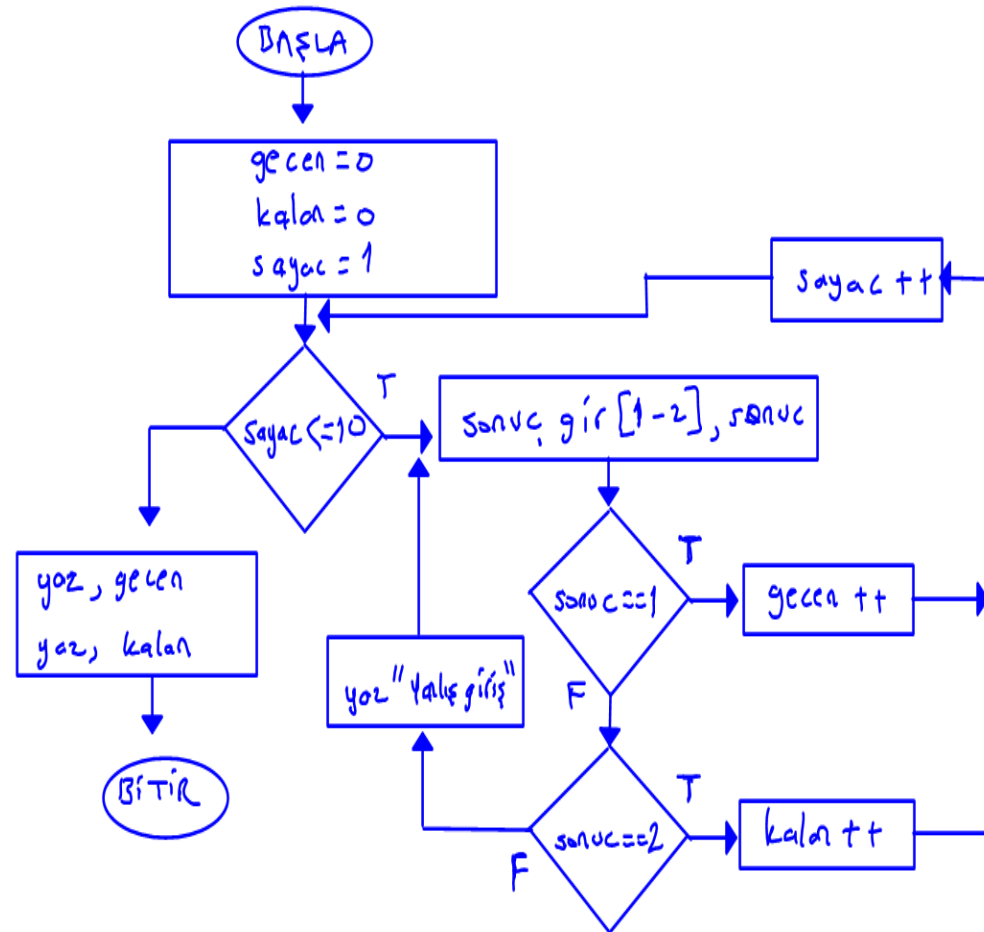 BAŞLA
gecen=0
kalan=0
sayac=1
sayac++
sayac<=10
T
sonuc, gir[1-2], sonuc
sonuc==1
T
gecen++
F
yaz, gecen
yaz, kalan
yaz "Yanlış giriş"
BİTİR
sonuc==2
T
kalan++
F